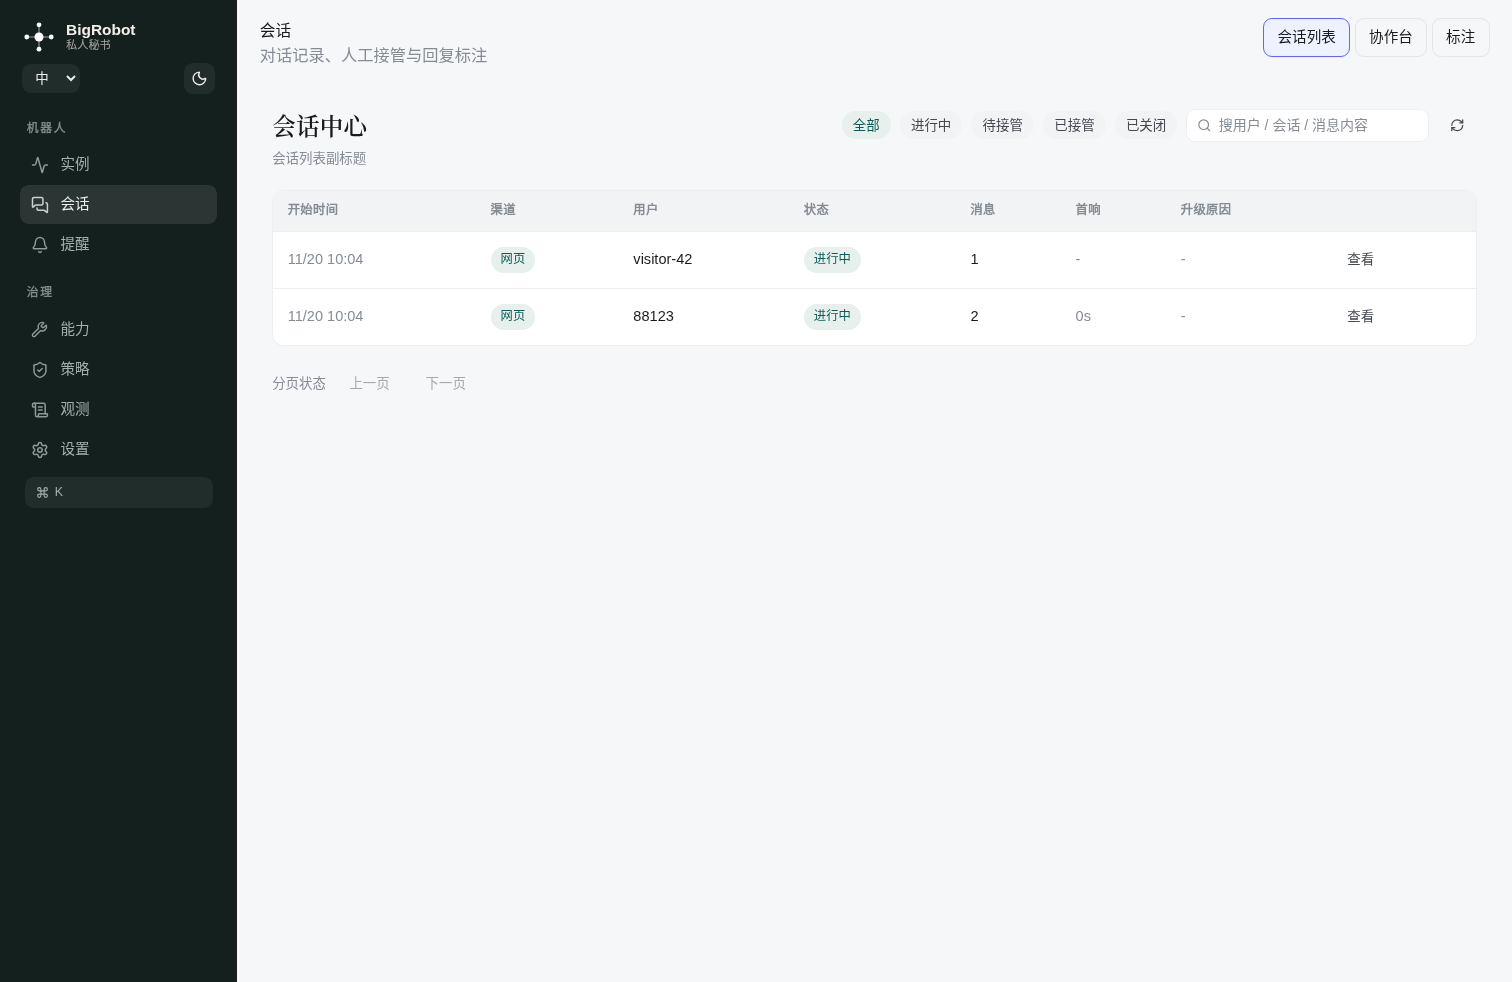 BigRobot
私人秘书
中
机器人
实例
会话
提醒
治理
能力
策略
观测
设置
⌘ K
会话
对话记录、人工接管与回复标注
会话列表 协作台 标注
会话中心
会话列表副标题
全部 进行中 待接管 已接管 已关闭 搜用户 / 会话 / 消息内容
开始时间 渠道 用户 状态 消息 首响 升级原因
11/20 10:04 网页 visitor-42 进行中 1 - - 查看
11/20 10:04 网页 88123 进行中 2 0s - 查看
分页状态 上一页 下一页